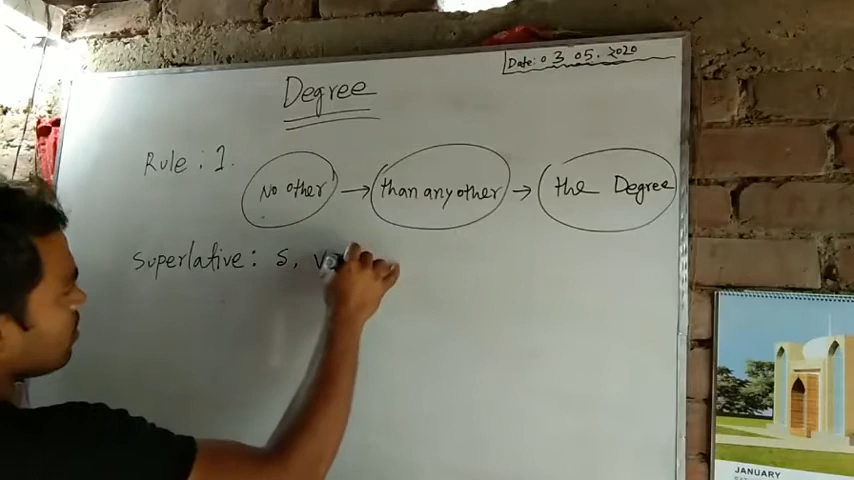 Date: 03.05.2020
Degree
Rule : 1. No other → than any other → the Degree
Superlative : S, v
JANUARY